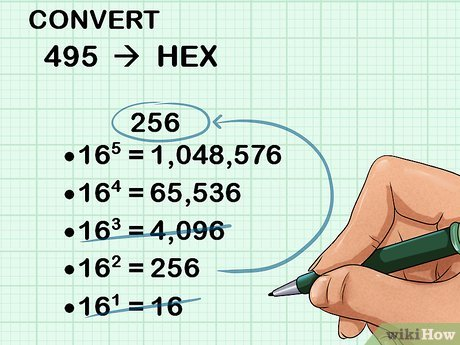 CONVERT
495 → HEX
256
•16⁵ = 1,048,576
•16⁴ = 65,536
•16³ = 4,096
•16² = 256
•16¹ = 16
wikiHow